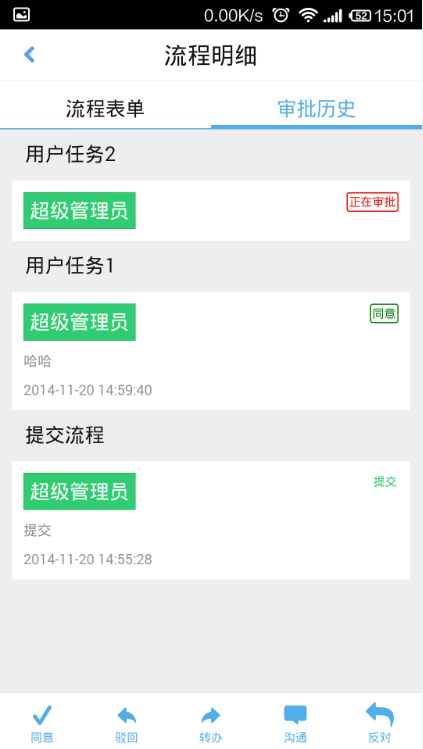 0.00K/s 52 15:01
流程明细
流程表单 审批历史
用户任务2
超级管理员 正在审批
用户任务1
超级管理员 同意
哈哈
2014-11-20 14:59:40
提交流程
超级管理员 提交
提交
2014-11-20 14:55:28
同意 驳回 转办 沟通 反对